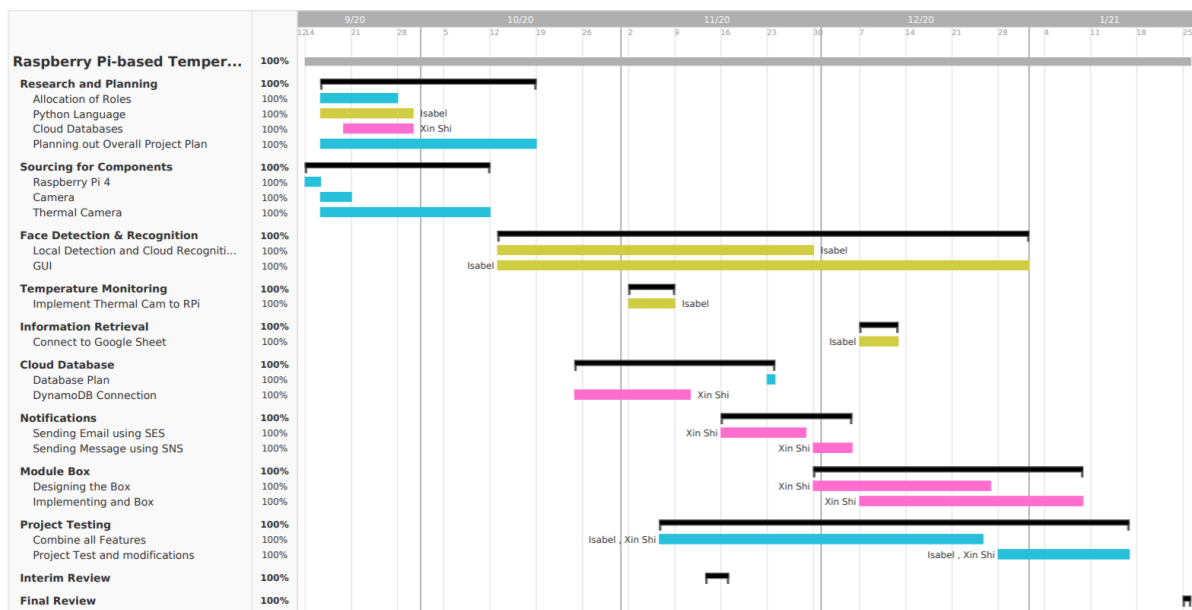 9/20 10/20 11/20 12/20 1/21
1214 21 28 5 12 19 26 2 9 16 23 30 7 14 21 28 4 11 18 25
Raspberry Pi-based Temper... 100%
Research and Planning 100%
Allocation of Roles 100%
Python Language 100% Isabel
Cloud Databases 100% Xin Shi
Planning out Overall Project Plan 100%
Sourcing for Components 100%
Raspberry Pi 4 100%
Camera 100%
Thermal Camera 100%
Face Detection & Recognition 100%
Local Detection and Cloud Recogniti... 100% Isabel
GUI 100% Isabel
Temperature Monitoring 100%
Implement Thermal Cam to RPi 100% Isabel
Information Retrieval 100%
Connect to Google Sheet 100% Isabel
Cloud Database 100%
Database Plan 100%
DynamoDB Connection 100% Xin Shi
Notifications 100%
Sending Email using SES 100% Xin Shi
Sending Message using SNS 100% Xin Shi
Module Box 100%
Designing the Box 100% Xin Shi
Implementing and Box 100% Xin Shi
Project Testing 100%
Combine all Features 100% Isabel , Xin Shi
Project Test and modifications 100% Isabel , Xin Shi
Interim Review 100%
Final Review 100%